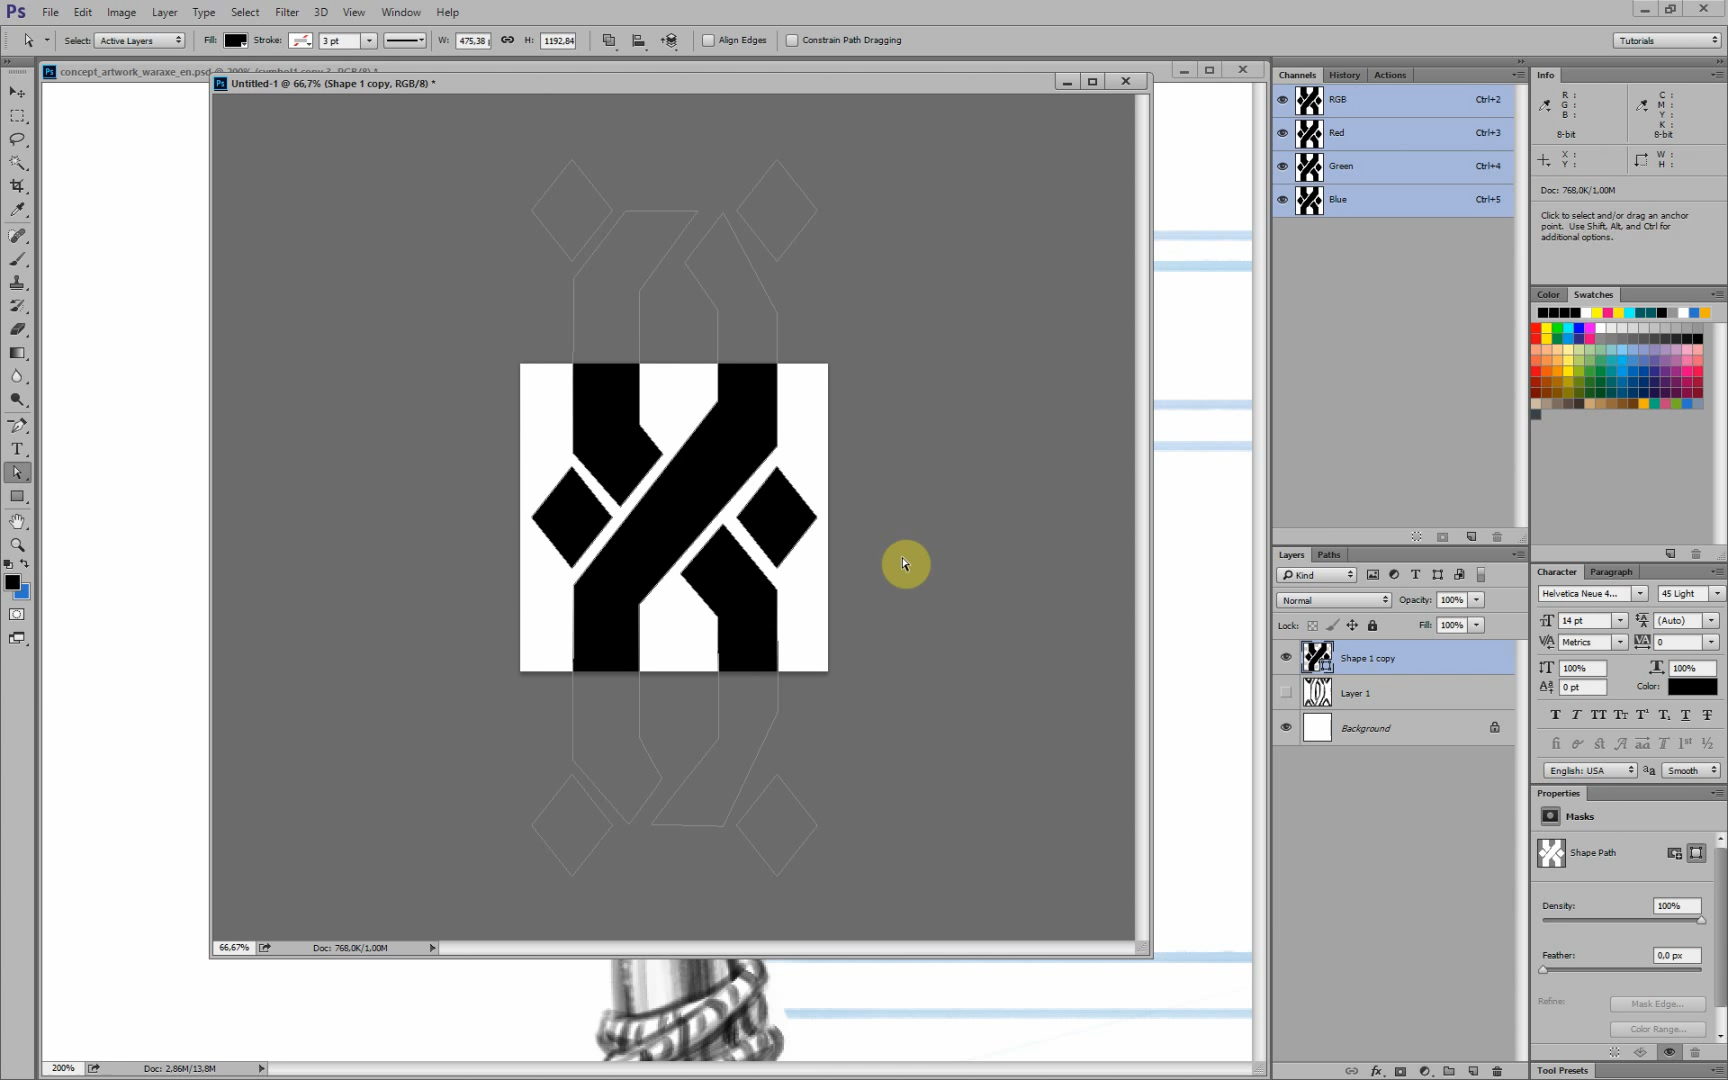 Ps File Edit Image Layer Type Select Filter 3D View Window Help
Select: Active Layers Fill: Stroke: 3 pt W: 475,38 H: 1192,84 Align Edges Constrain Path Dragging Tutorials
concept_artwork_waraxe_en.psd @ 200% (symbol1 copy 3, RGB/8) *
Untitled-1 @ 66,7% (Shape 1 copy, RGB/8) *
66,67% Doc: 768,0K/1,00M
200% Doc: 2,86M/13,8M
Channels History Actions
RGB Ctrl+2
Red Ctrl+3
Green Ctrl+4
Blue Ctrl+5
Layers Paths
Kind
Normal Opacity: 100%
Lock: Fill: 100%
Shape 1 copy
Layer 1
Background
fx
Info
R :
G :
B :
C :
M :
Y :
K :
8-bit 8-bit
X :
Y :
W :
H :
Doc: 768,0K/1,00M
Click to select and/or drag an anchor
point. Use Shift, Alt, and Ctrl for
additional options.
Color Swatches
Character Paragraph
Helvetica Neue 4... 45 Light
14 pt (Auto)
Metrics 0
100% 100%
0 pt Color:
English: USA Smooth
Properties
Masks
Shape Path
Density: 100%
Feather: 0,0 px
Refine: Mask Edge...
Color Range...
Tool Presets